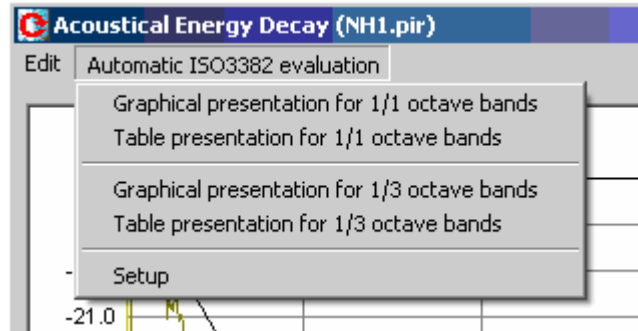 Acoustical Energy Decay (NH1.pir)
Edit Automatic ISO3382 evaluation
Graphical presentation for 1/1 octave bands
Table presentation for 1/1 octave bands
Graphical presentation for 1/3 octave bands
Table presentation for 1/3 octave bands
Setup
-21.0